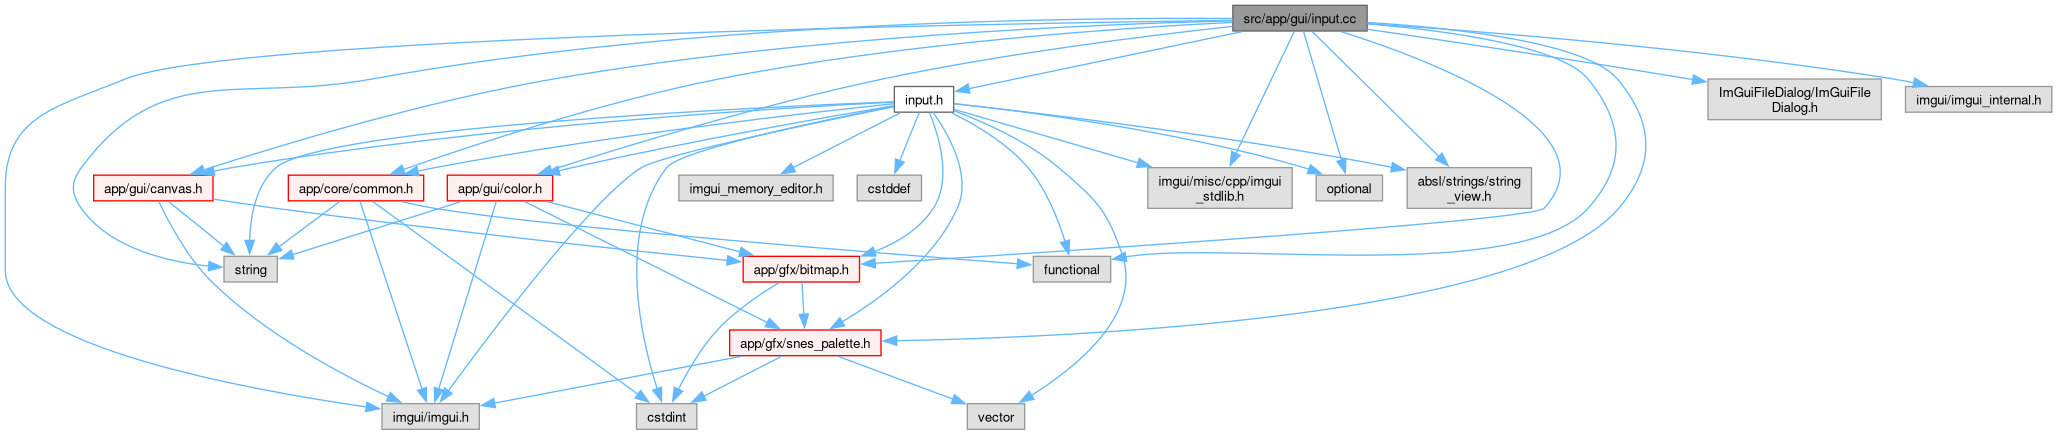 src/app/gui/input.cc
input.h
ImGuiFileDialog/ImGuiFile
Dialog.h
imgui/imgui_internal.h
app/gui/canvas.h
app/core/common.h
app/gui/color.h
imgui_memory_editor.h
cstddef
imgui/misc/cpp/imgui
_stdlib.h
optional
absl/strings/string
_view.h
string
app/gfx/bitmap.h
functional
app/gfx/snes_palette.h
imgui/imgui.h
cstdint
vector